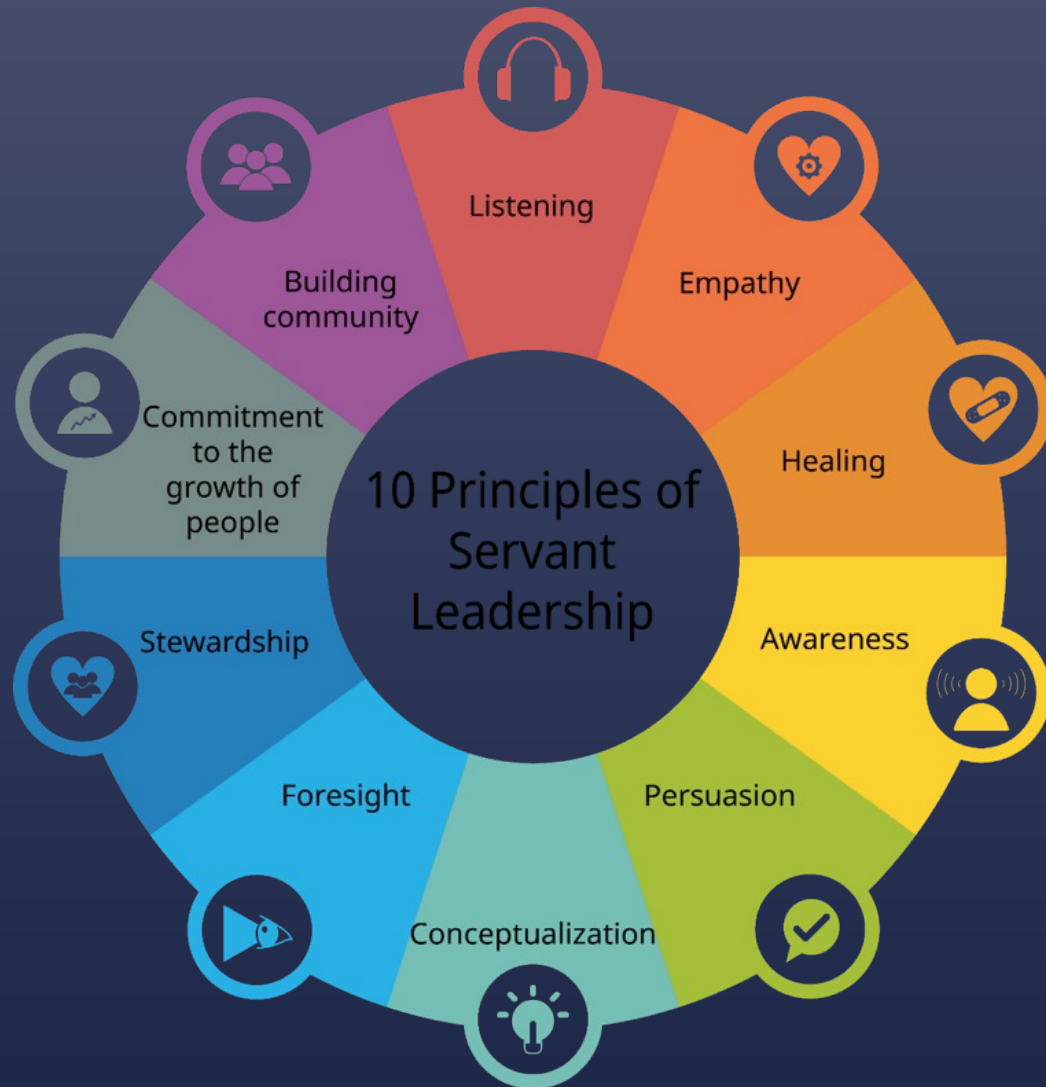 10 Principles of
Servant
Leadership
Listening
Empathy
Healing
Awareness
Persuasion
Conceptualization
Foresight
Stewardship
Commitment
to the
growth of
people
Building
community